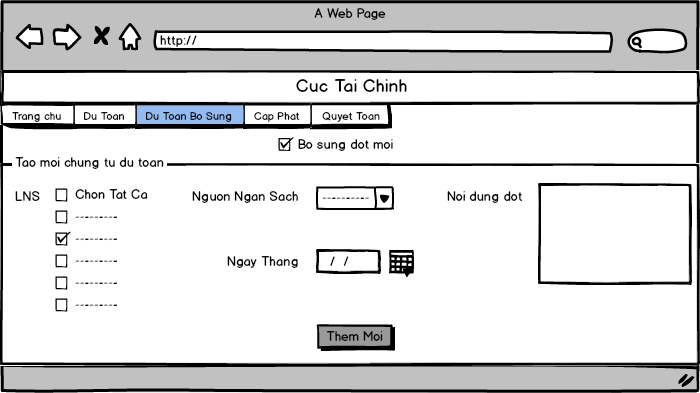 A Web Page
http://
Cuc Tai Chinh
Trang chu Du Toan Du Toan Bo Sung Cap Phat Quyet Toan
Bo sung dot moi
Tao moi chung tu du toan
LNS Chon Tat Ca Nguon Ngan Sach ---------- Noi dung dot
---------
---------
Ngay Thang / /
---------
---------
---------
Them Moi